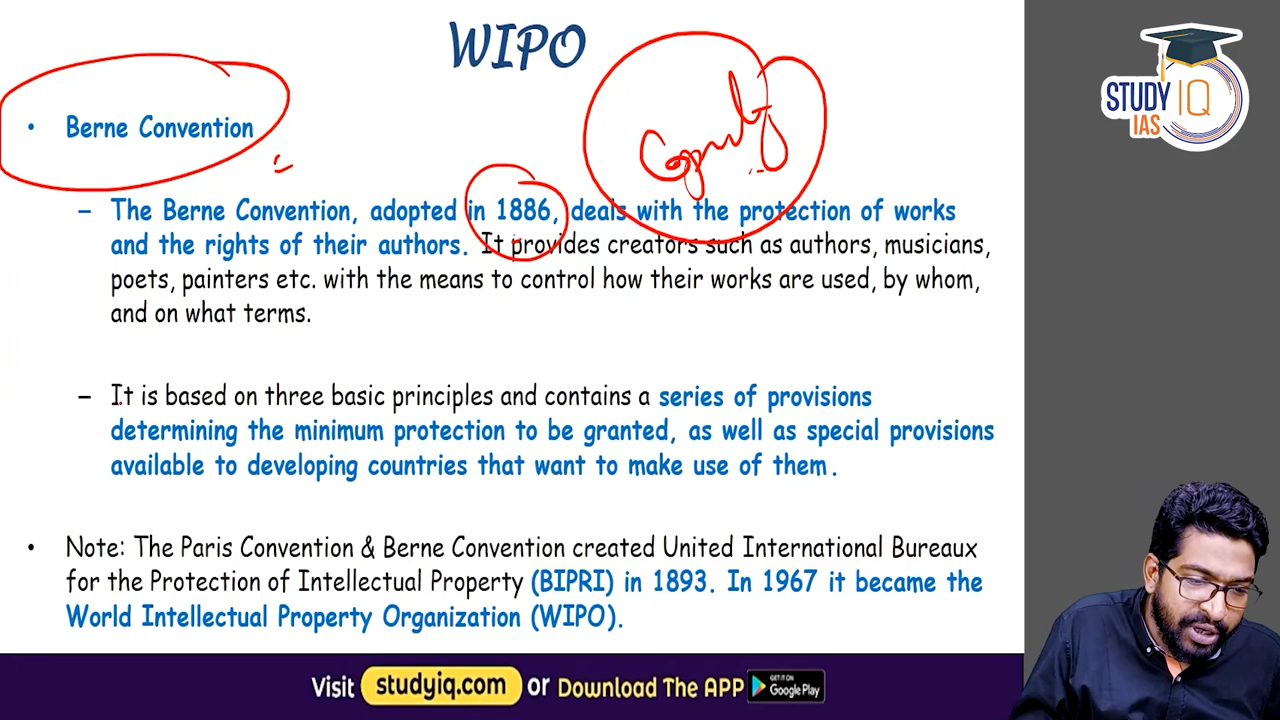 WIPO
STUDY IQ
IAS
• Berne Convention
– The Berne Convention, adopted in 1886, deals with the protection of works
and the rights of their authors. It provides creators such as authors, musicians,
poets, painters etc. with the means to control how their works are used, by whom,
and on what terms.
– It is based on three basic principles and contains a series of provisions
determining the minimum protection to be granted, as well as special provisions
available to developing countries that want to make use of them.
• Note: The Paris Convention & Berne Convention created United International Bureaux
for the Protection of Intellectual Property (BIPRI) in 1893. In 1967 it became the
World Intellectual Property Organization (WIPO).
Visit studyiq.com or Download The APP GET IT ON Google Play